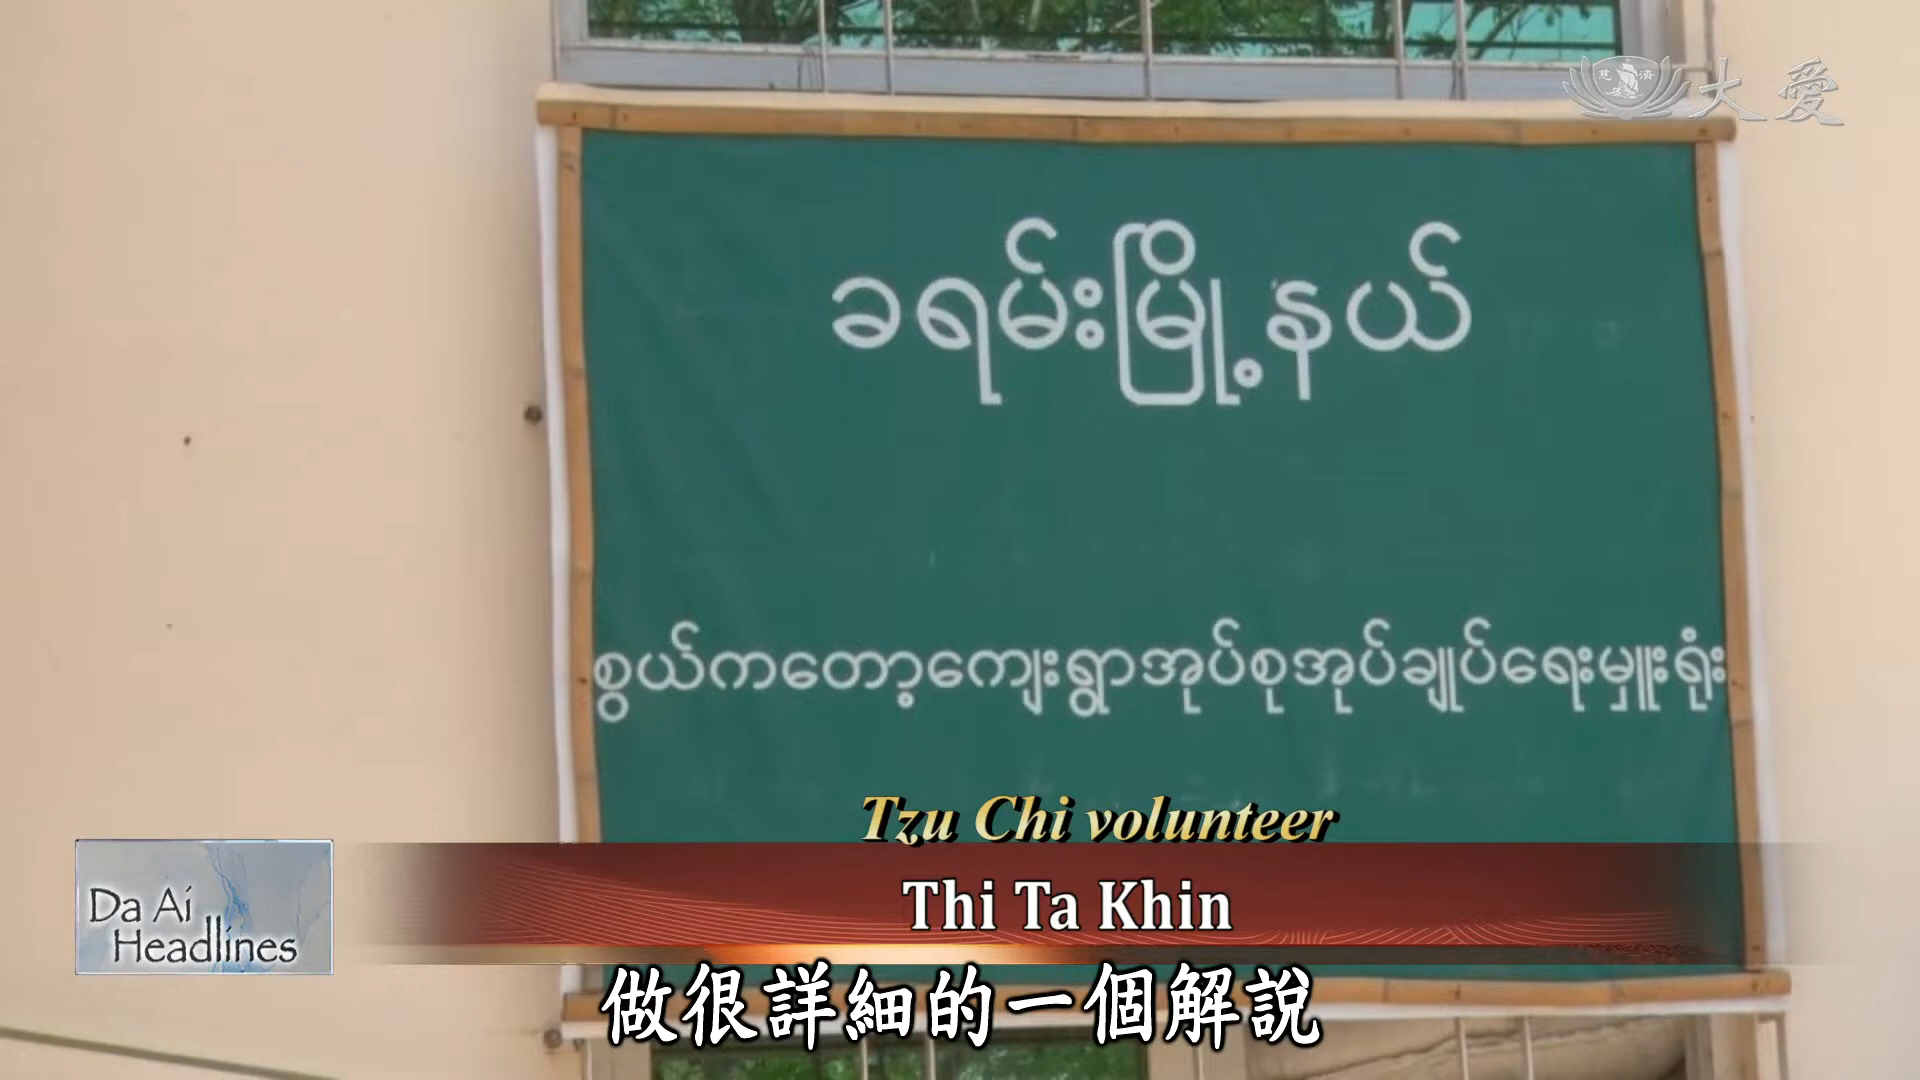 慈濟
大愛
ခရမ်းမြို့နယ်
စွယ်ကတော့ကျေးရွာအုပ်စုအုပ်ချုပ်ရေးမှူးရုံး
Tzu Chi volunteer
Thi Ta Khin
Da Ai
Headlines
做很詳細的一個解說